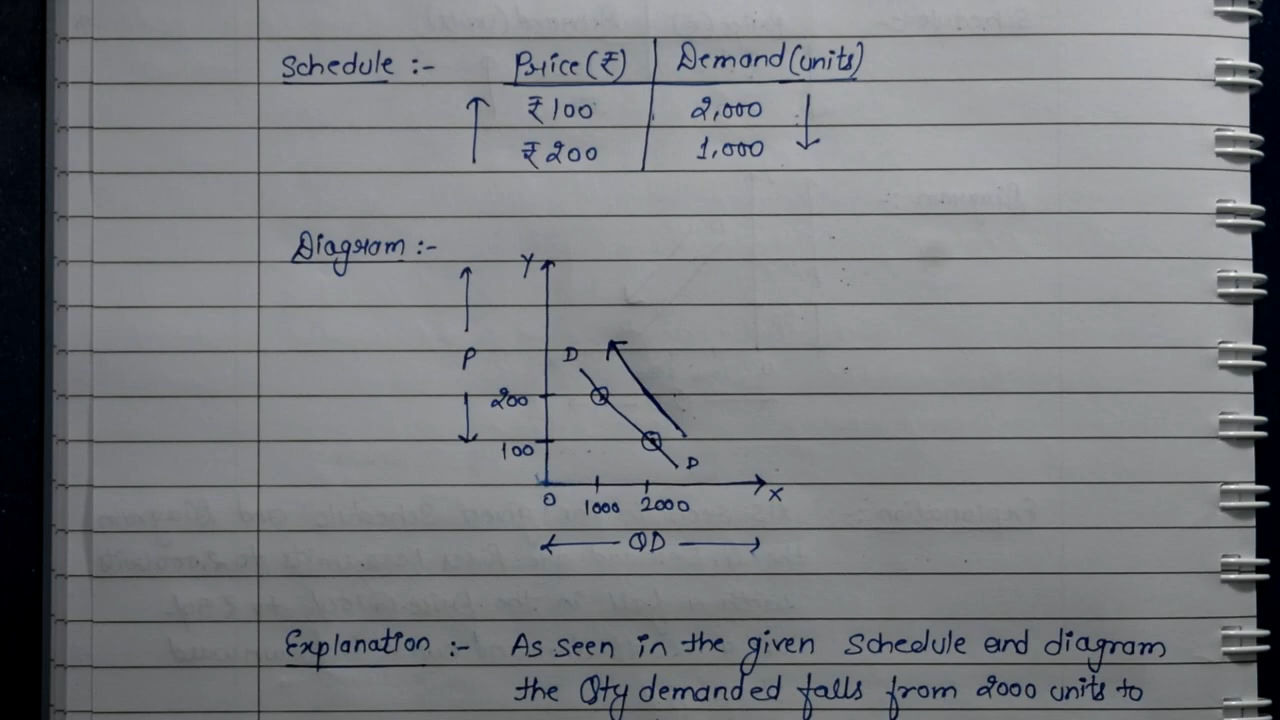 Schedule :- Price (₹) Demand (units)
₹100 2,000
₹200 1,000
Diagram :-
Y
P D
200
100 D
0 1000 2000 X
QD
Explanation :- As seen in the given Schedule and diagram
the Qty demanded falls from 2000 units to